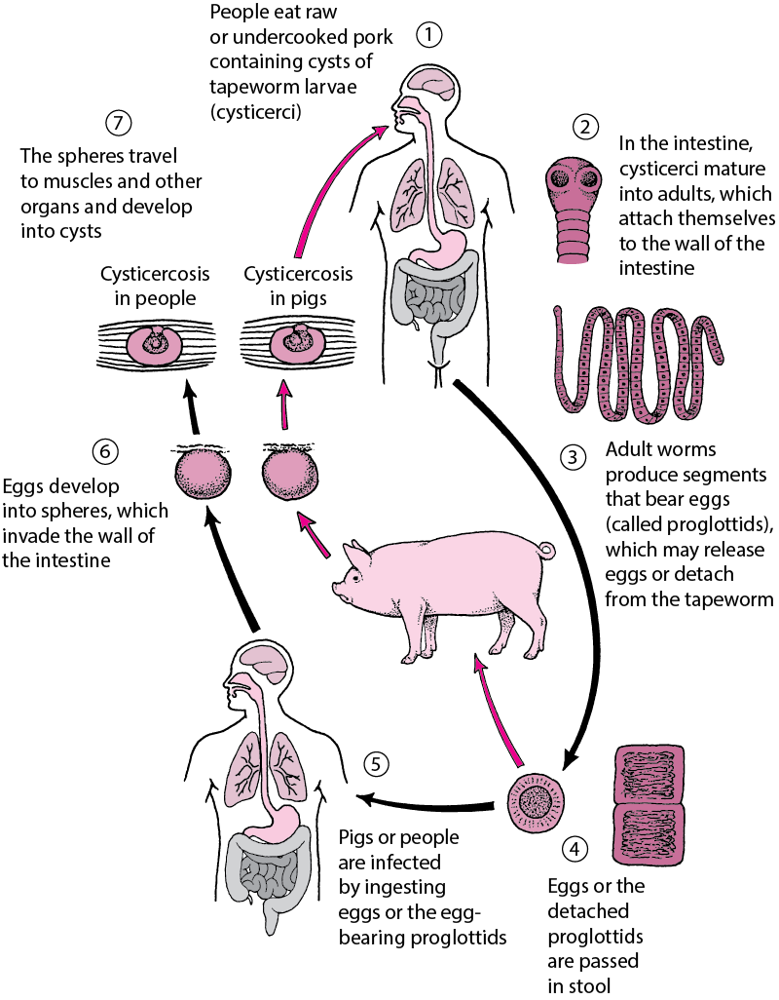 People eat raw
or undercooked pork
containing cysts of
tapeworm larvae
(cysticerci)
1
2
In the intestine,
cysticerci mature
into adults, which
attach themselves
to the wall of the
intestine
3
Adult worms
produce segments
that bear eggs
(called proglottids),
which may release
eggs or detach
from the tapeworm
4
Eggs or the
detached
proglottids
are passed
in stool
5
Pigs or people
are infected
by ingesting
eggs or the egg-
bearing proglottids
6
Eggs develop
into spheres, which
invade the wall of
the intestine
7
The spheres travel
to muscles and other
organs and develop
into cysts
Cysticercosis
in people
Cysticercosis
in pigs